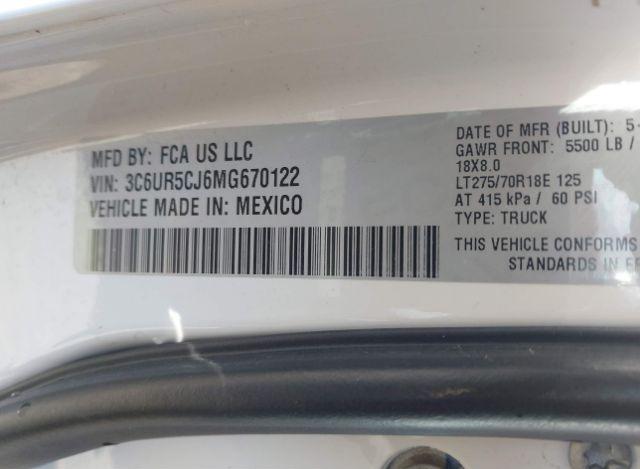 MFD BY: FCA US LLC
VIN: 3C6UR5CJ6MG670122
VEHICLE MADE IN: MEXICO
DATE OF MFR (BUILT): 5-
GAWR FRONT: 5500 LB /
18X8.0
LT275/70R18E 125
AT 415 kPa / 60 PSI
TYPE: TRUCK
THIS VEHICLE CONFORMS
STANDARDS IN EF